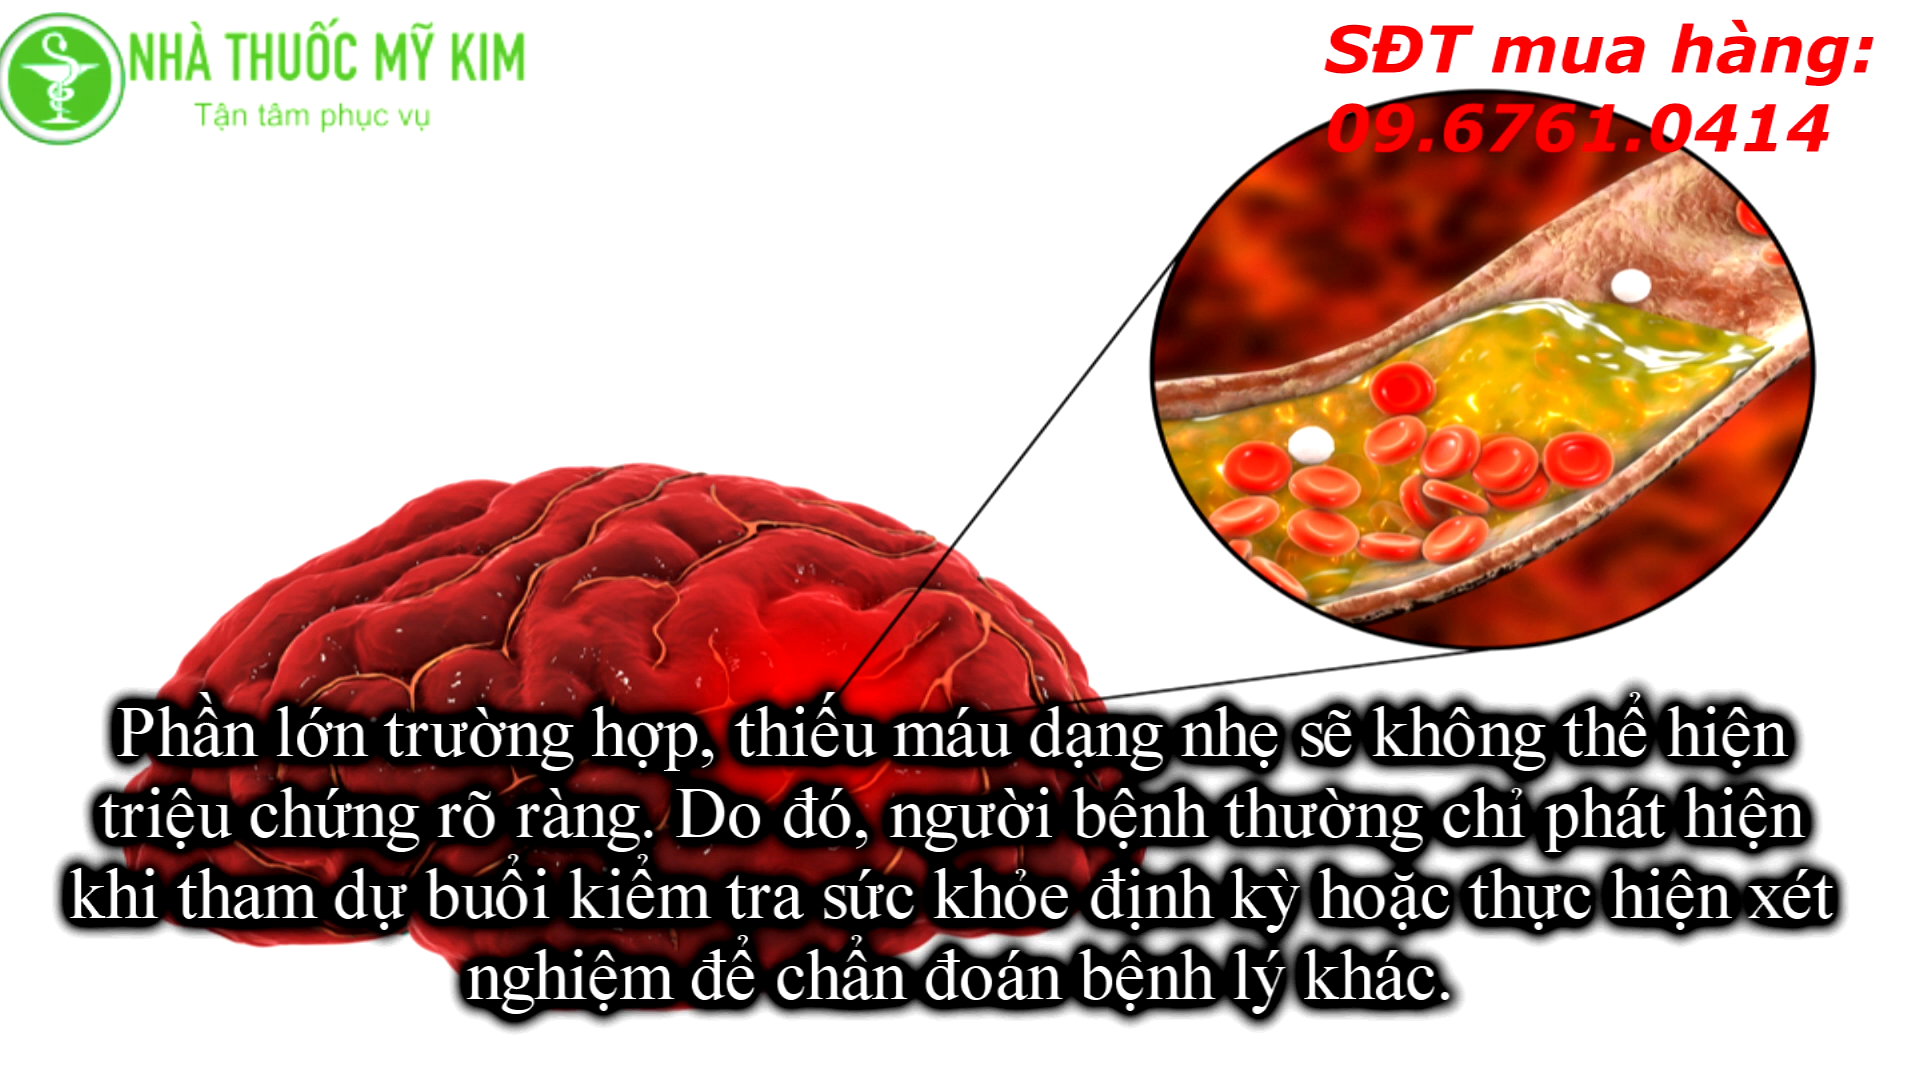 NHÀ THUỐC MỸ KIM
Tận tâm phục vụ
SĐT mua hàng:
09.6761.0414
Phần lớn trường hợp, thiếu máu dạng nhẹ sẽ không thể hiện
triệu chứng rõ ràng. Do đó, người bệnh thường chỉ phát hiện
khi tham dự buổi kiểm tra sức khỏe định kỳ hoặc thực hiện xét
nghiệm để chẩn đoán bệnh lý khác.